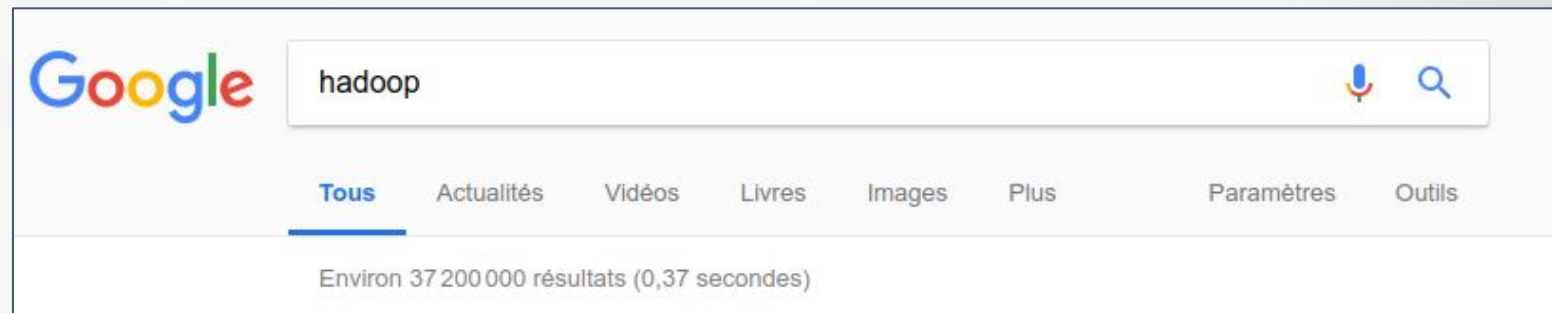 Google hadoop
Tous Actualités Vidéos Livres Images Plus Paramètres Outils
Environ 37 200 000 résultats (0,37 secondes)